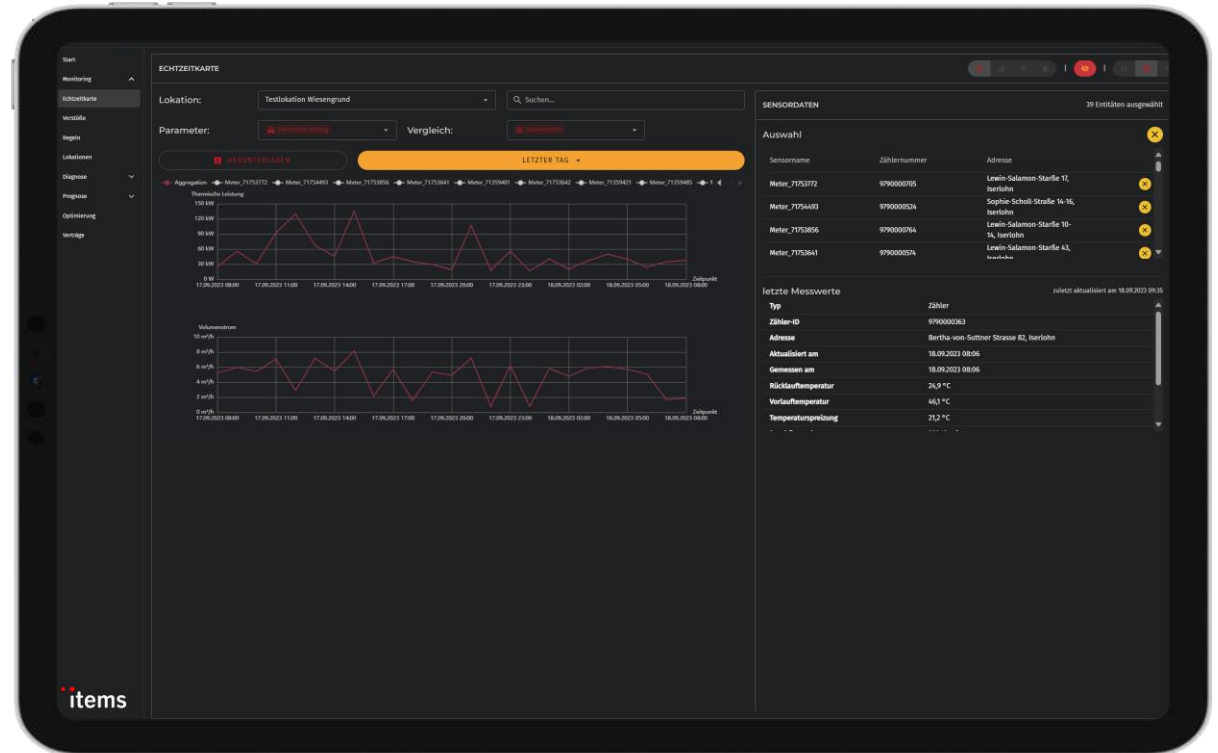 Start
Monitoring
Echtzeitkarte
Verstöße
Regeln
Lokationen
Diagnose
Prognose
Optimierung
Verträge
items
ECHTZEITKARTE
Lokation:
Testlokation Wiesengrund
Suchen...
Parameter:
Thermische Leistung
Vergleich:
Volumenstrom
HERUNTERLADEN
LETZTER TAG
Aggregation Meter_71753772 Meter_71754493 Meter_71753856 Meter_71753641 Meter_71359401 Meter_71753642 Meter_71359421 Meter_71359485
Thermische Leistung
150 kW
120 kW
90 kW
60 kW
30 kW
0 W
Zeitpunkt
17.09.2023 08:00 17.09.2023 11:00 17.09.2023 14:00 17.09.2023 17:00 17.09.2023 20:00 17.09.2023 23:00 18.09.2023 02:00 18.09.2023 05:00 18.09.2023 08:00
Volumenstrom
10 m³/h
8 m³/h
6 m³/h
4 m³/h
2 m³/h
0 m³/h
Zeitpunkt
17.09.2023 08:00 17.09.2023 11:00 17.09.2023 14:00 17.09.2023 17:00 17.09.2023 20:00 17.09.2023 23:00 18.09.2023 02:00 18.09.2023 05:00 18.09.2023 08:00
SENSORDATEN
39 Entitäten ausgewählt
Auswahl
Sensorname Zählernummer Adresse
Meter_71753772 9790000705 Lewin-Salamon-Starße 17,
Iserlohn
Meter_71754493 9790000524 Sophie-Scholl-Straße 14-16,
Iserlohn
Meter_71753856 9790000764 Lewin-Salamon-Starße 10-
14, Iserlohn
Meter_71753641 9790000574 Lewin-Salamon-Starße 43,
Iserlohn
letzte Messwerte
zuletzt aktualisiert am 18.09.2023 09:35
Typ Zähler
Zähler-ID 9790000363
Adresse Bertha-von-Suttner Strasse 82, Iserlohn
Aktualisiert am 18.09.2023 08:06
Gemessen am 18.09.2023 08:06
Rücklauftemperatur 24,9 °C
Vorlauftemperatur 46,1 °C
Temperaturspreizung 21,2 °C